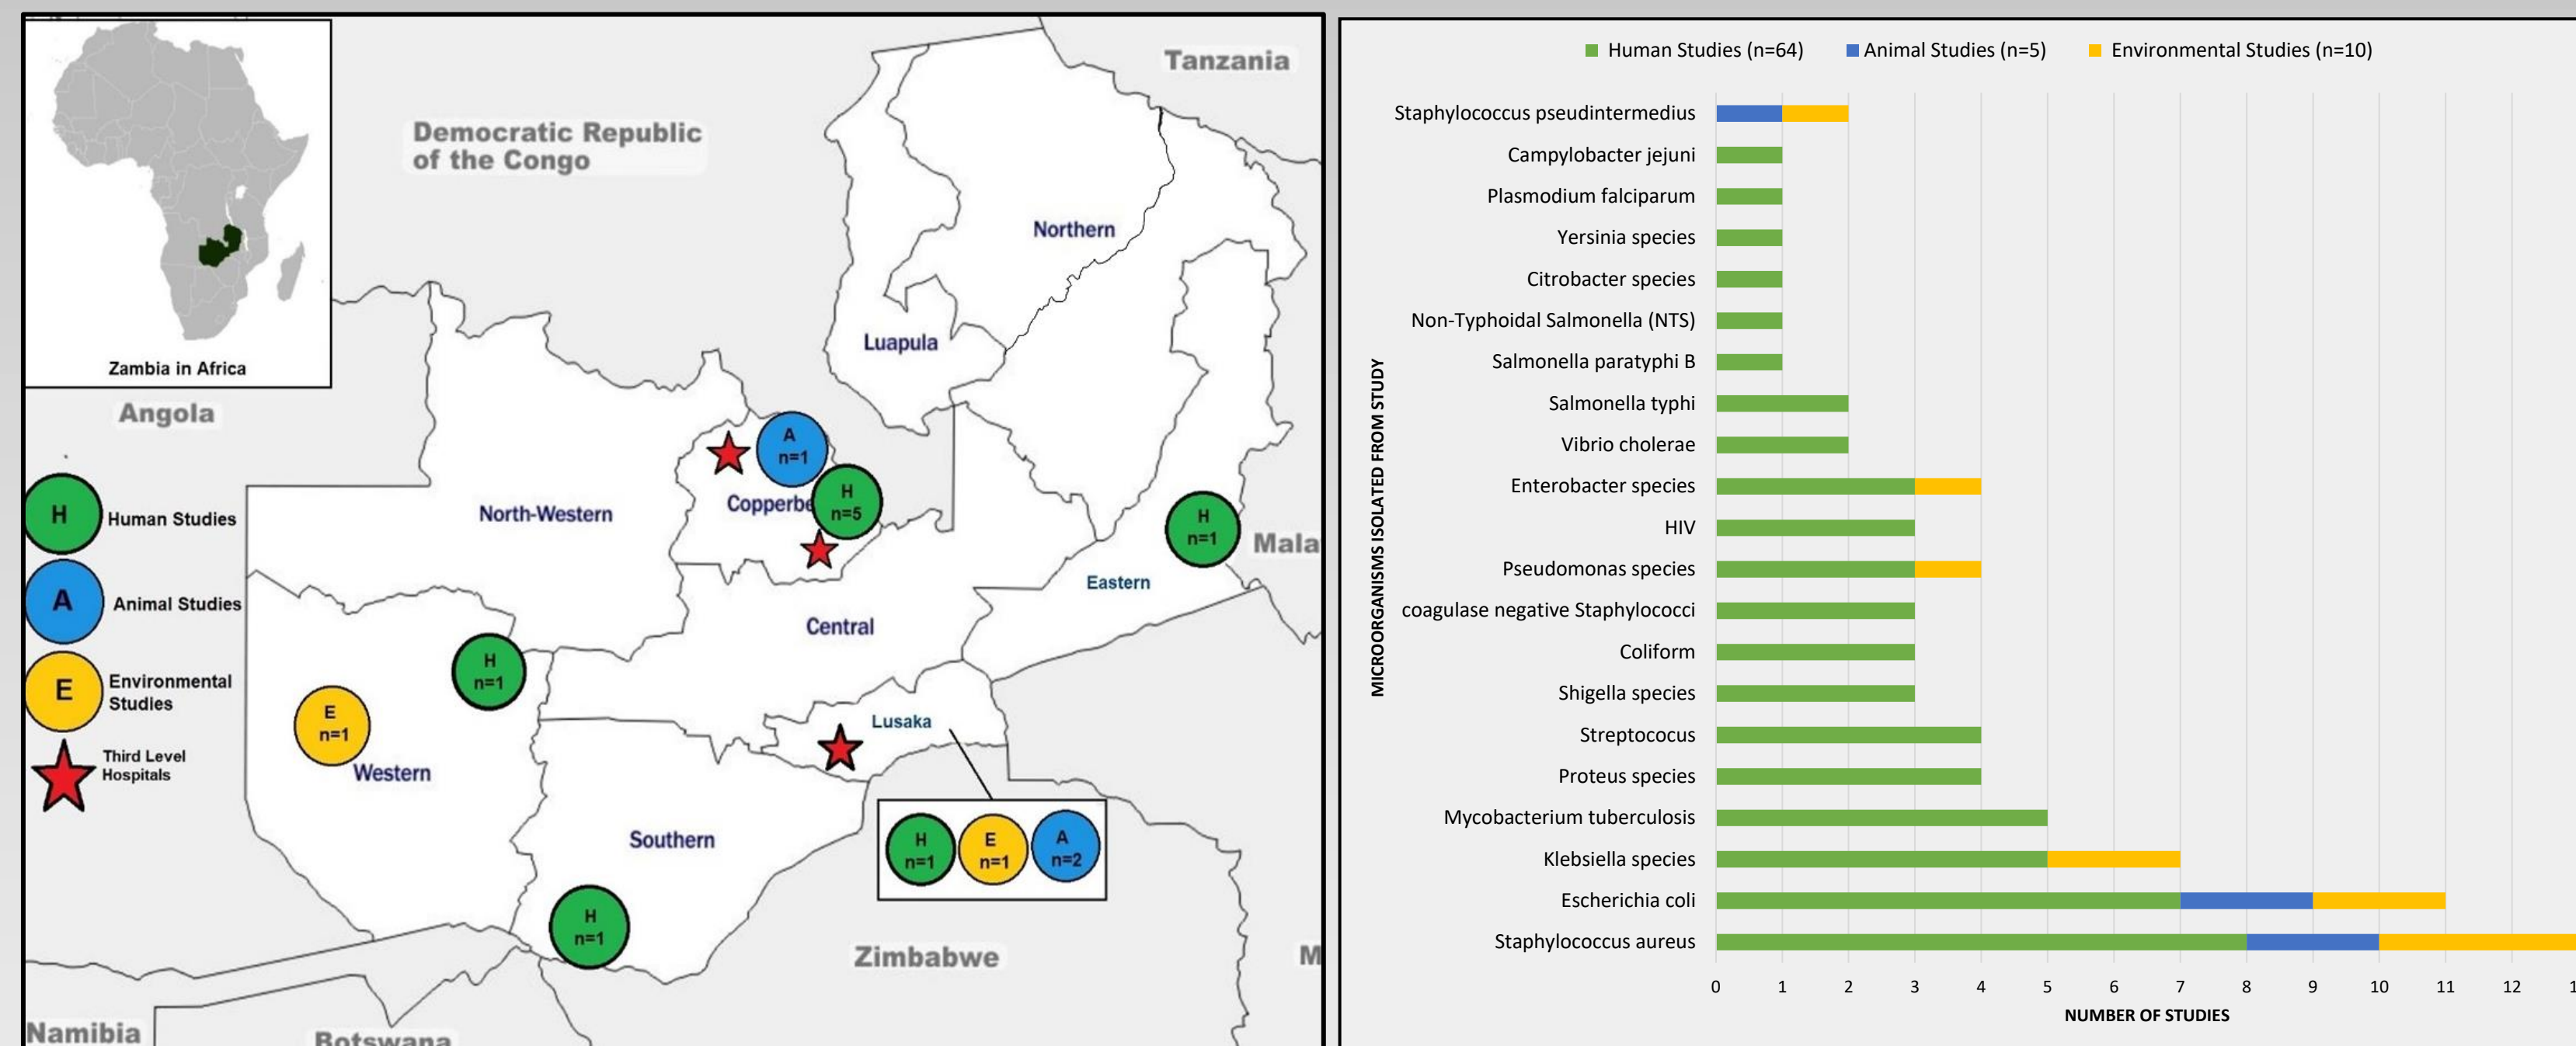 Zambia in Africa
Democratic Republic
of the Congo
Tanzania
Northern
Luapula
Angola
H
Human Studies
A
Animal Studies
E
Environmental
Studies
Third Level
Hospitals
North-Western
A
n=1
H
n=5
H
n=1
Eastern
Central
H
n=1
E
n=1
Western
Lusaka
H
n=1
E
n=1
A
n=2
Southern
H
n=1
Zimbabwe
Namibia
Human Studies (n=64) Animal Studies (n=5) Environmental Studies (n=10)
MICROORGANISMS ISOLATED FROM STUDY
Staphylococcus pseudintermedius
Campylobacter jejuni
Plasmodium falciparum
Yersinia species
Citrobacter species
Non-Typhoidal Salmonella (NTS)
Salmonella paratyphi B
Salmonella typhi
Vibrio cholerae
Enterobacter species
HIV
Pseudomonas species
coagulase negative Staphylococci
Coliform
Shigella species
Streptococus
Proteus species
Mycobacterium tuberculosis
Klebsiella species
Escherichia coli
Staphylococcus aureus
0 1 2 3 4 5 6 7 8 9 10 11 12
NUMBER OF STUDIES